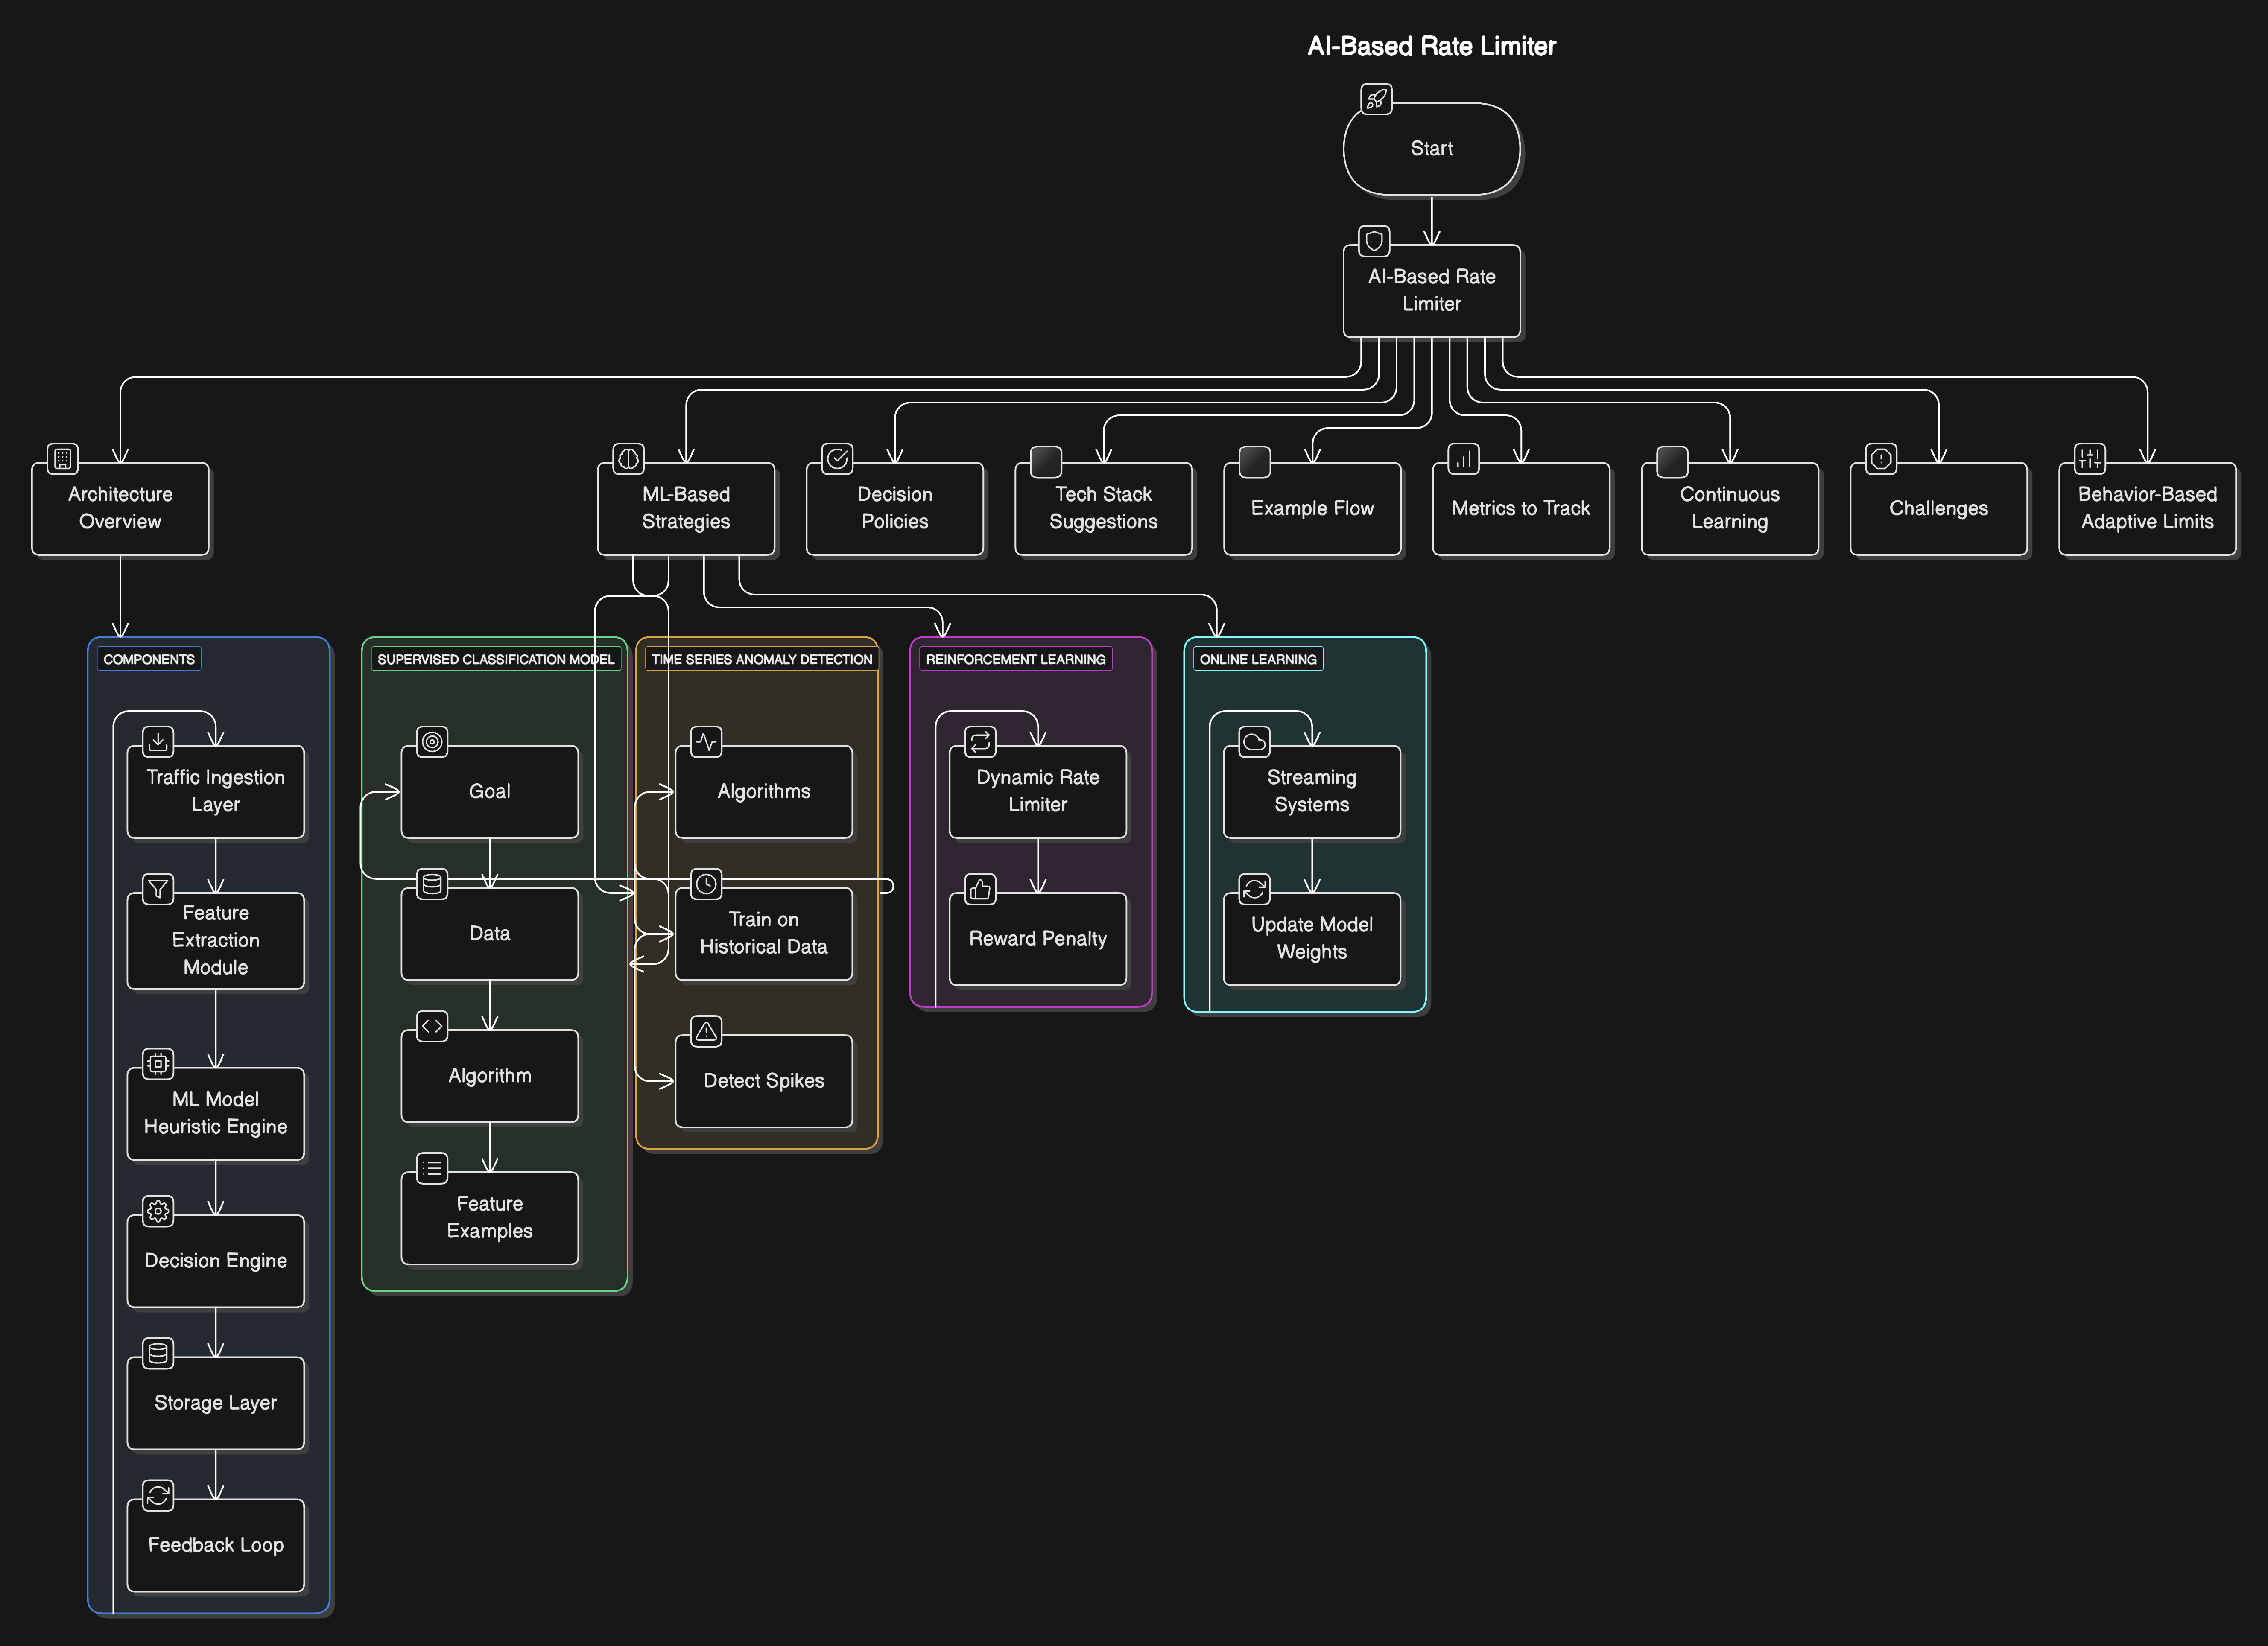 AI-Based Rate Limiter
Start
AI-Based Rate
Limiter
Architecture
Overview
ML-Based
Strategies
Decision
Policies
Tech Stack
Suggestions
Example Flow
Metrics to Track
Continuous
Learning
Challenges
Behavior-Based
Adaptive Limits
COMPONENTS
Traffic Ingestion
Layer
Feature
Extraction
Module
ML Model
Heuristic Engine
Decision Engine
Storage Layer
Feedback Loop
SUPERVISED CLASSIFICATION MODEL
Goal
Data
Algorithm
Feature
Examples
TIME SERIES ANOMALY DETECTION
Algorithms
Train on
Historical Data
Detect Spikes
REINFORCEMENT LEARNING
Dynamic Rate
Limiter
Reward Penalty
ONLINE LEARNING
Streaming
Systems
Update Model
Weights